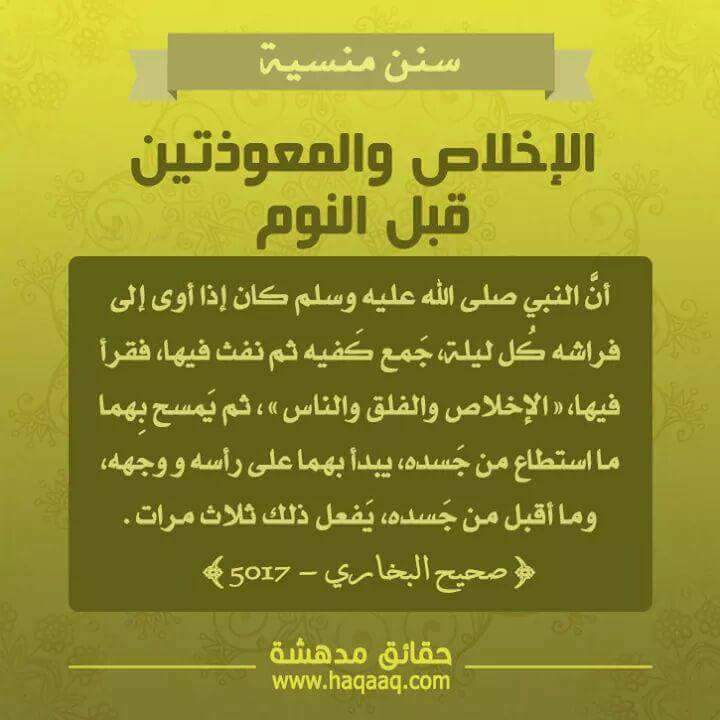 سنن منسية
الإخلاص والمعوذتين
قبل النوم
أنَّ النبي صلى الله عليه وسلم كان إذا أوى إلى
فراشه كُل ليلة، جَمع كَفيه ثم نفث فيها، فقرأ
فيها، « الإخلاص والفلق والناس » ، ثم يَمسح بِهما
ما استطاع من جَسده، يبدأ بهما على رأسه و وجهه،
وما أقبل من جَسده، يَفعل ذلك ثلاث مرات .
﴿ صحيح البخاري – 5017 ﴾
حقائق مدهشة
www.haqaaq.com